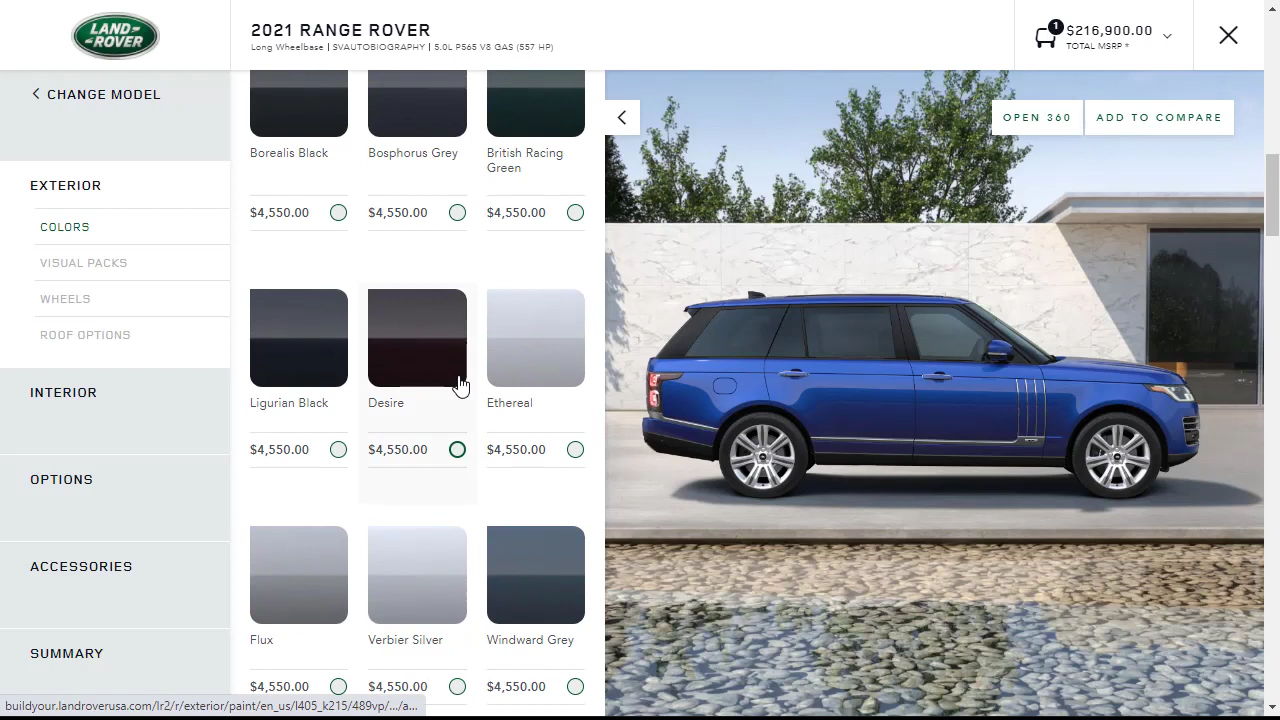 LAND-
-ROVER
2021 RANGE ROVER
Long Wheelbase | SVAUTOBIOGRAPHY | 5.0L P565 V8 GAS (557 HP)
1
$216,900.00
TOTAL MSRP *
CHANGE MODEL
EXTERIOR
COLORS
VISUAL PACKS
WHEELS
ROOF OPTIONS
INTERIOR
OPTIONS
ACCESSORIES
SUMMARY
Borealis Black
Bosphorus Grey
British Racing
Green
$4,550.00
$4,550.00
$4,550.00
Ligurian Black
Desire
Ethereal
$4,550.00
$4,550.00
$4,550.00
Flux
Verbier Silver
Windward Grey
$4,550.00
$4,550.00
$4,550.00
OPEN 360
ADD TO COMPARE
buildyour.landroverusa.com/lr2/r/exterior/paint/en_us/l405_k215/489vp/.../a...